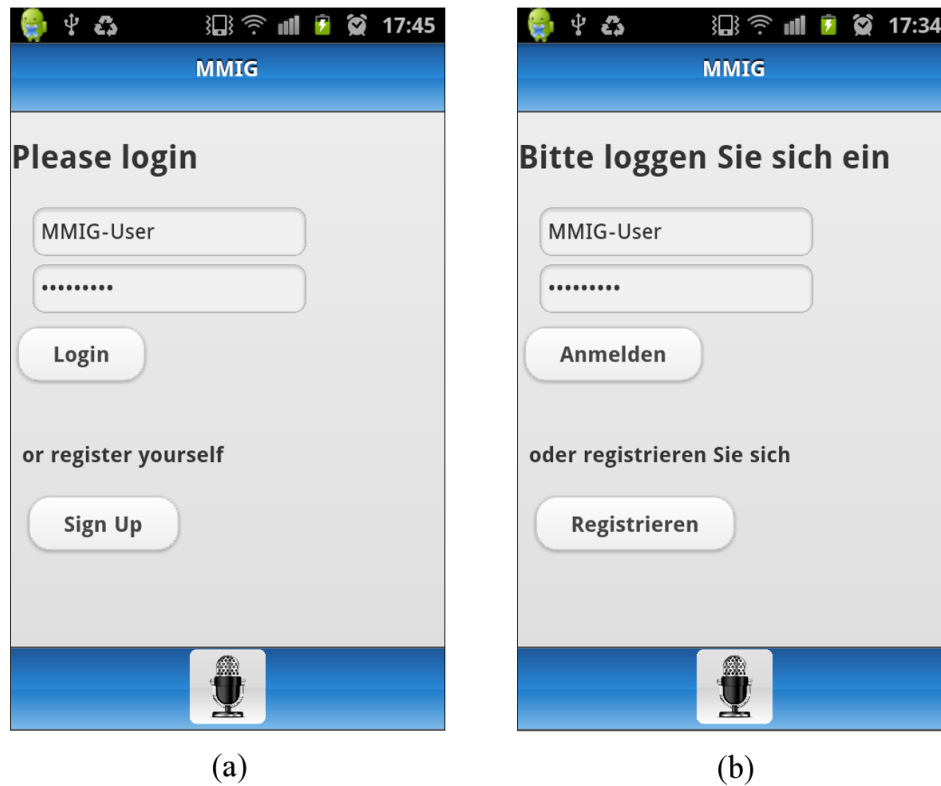 17:45
MMIG
Please login
MMIG-User
•••••••••
Login
or register yourself
Sign Up
(a)
17:34
MMIG
Bitte loggen Sie sich ein
MMIG-User
•••••••••
Anmelden
oder registrieren Sie sich
Registrieren
(b)